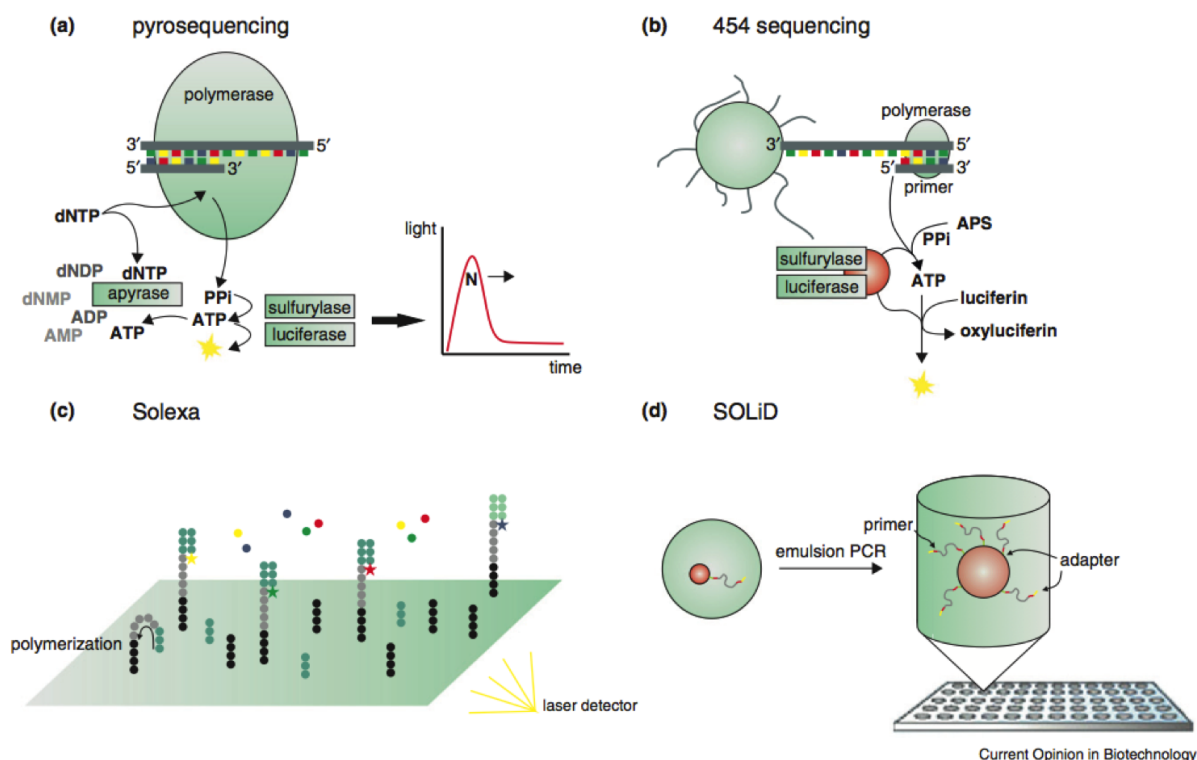 (a) pyrosequencing
polymerase
3′ 5′
5′ 3′
dNTP
dNDP dNTP
dNMP apyrase
ADP
AMP ATP
PPi
ATP
sulfurylase
luciferase
light
N
time
(b) 454 sequencing
polymerase
3′ 5′
5′ 3′
primer
APS
PPi
sulfurylase
luciferase
ATP
luciferin
oxyluciferin
(c) Solexa
polymerization
laser detector
(d) SOLiD
primer
emulsion PCR
adapter
Current Opinion in Biotechnology